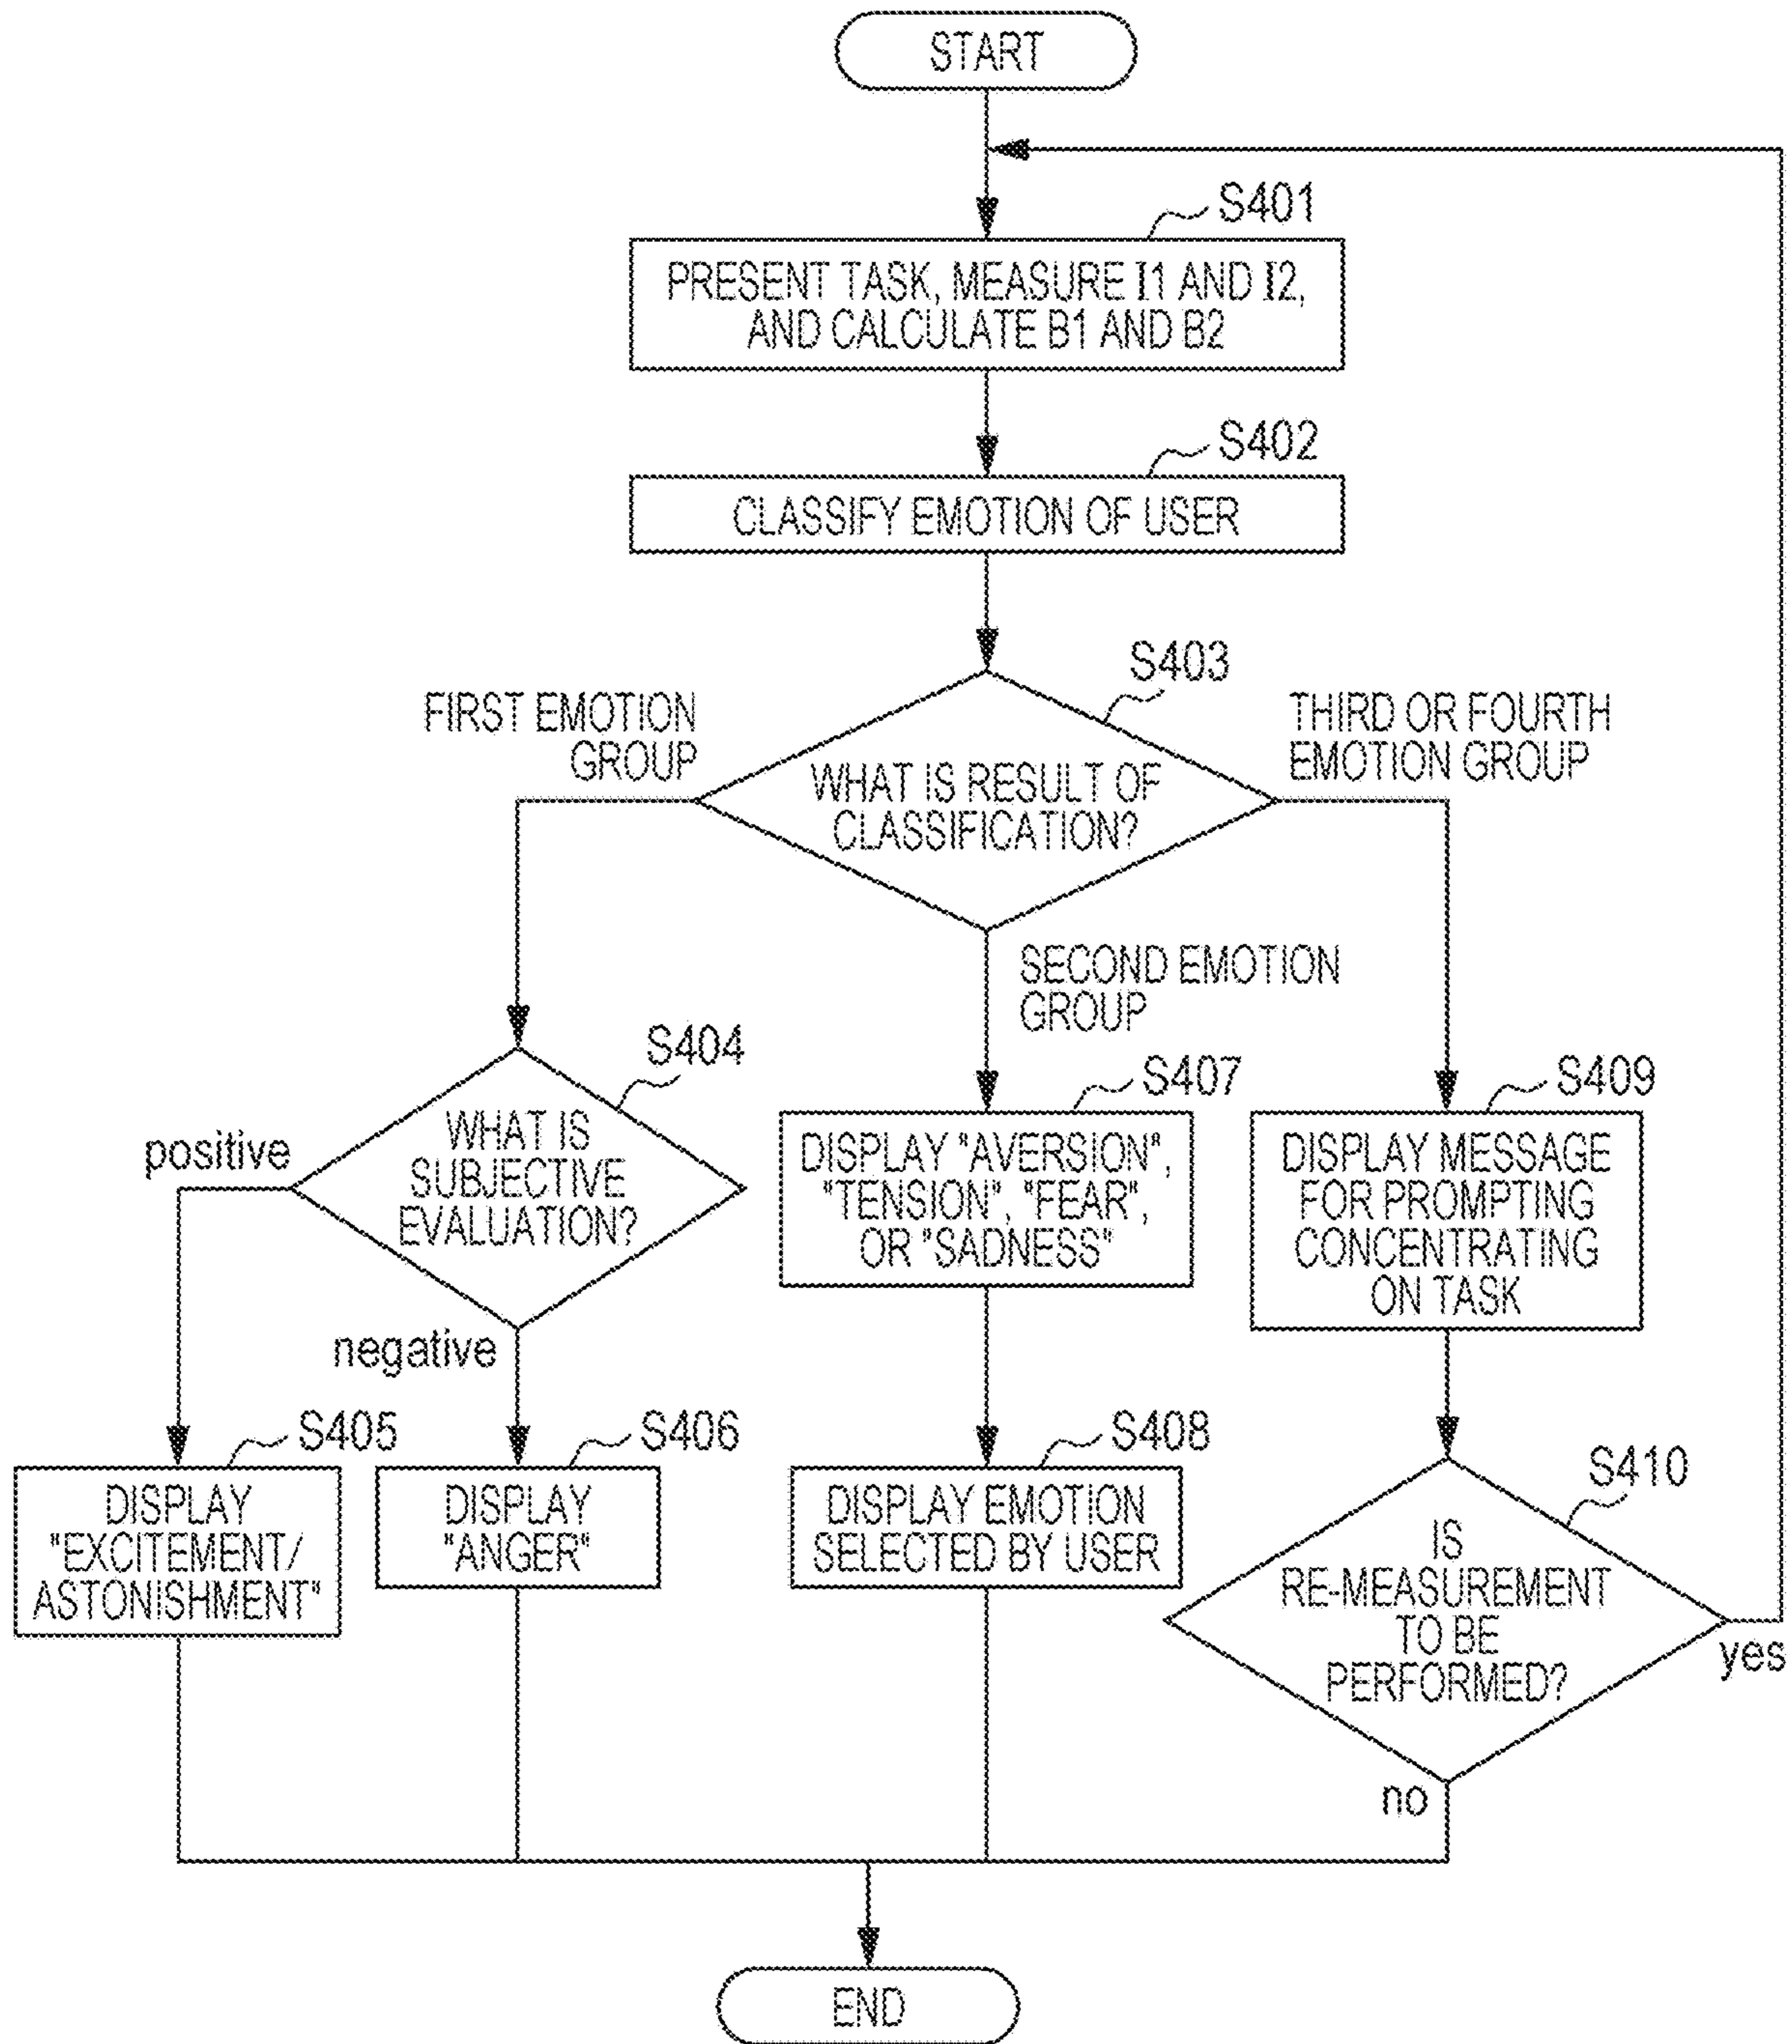 START
S401
PRESENT TASK, MEASURE I1 AND I2,
AND CALCULATE B1 AND B2
S402
CLASSIFY EMOTION OF USER
S403
FIRST EMOTION
GROUP
THIRD OR FOURTH
EMOTION GROUP
WHAT IS RESULT OF
CLASSIFICATION?
SECOND EMOTION
GROUP
S404
WHAT IS
SUBJECTIVE
EVALUATION?
positive
negative
S407
DISPLAY "AVERSION",
"TENSION", "FEAR",
OR "SADNESS"
S409
DISPLAY MESSAGE
FOR PROMPTING
CONCENTRATING
ON TASK
S405
DISPLAY
"EXCITEMENT/
ASTONISHMENT"
S406
DISPLAY
"ANGER"
S408
DISPLAY EMOTION
SELECTED BY USER
S410
IS
RE-MEASUREMENT
TO BE
PERFORMED?
yes
no
END